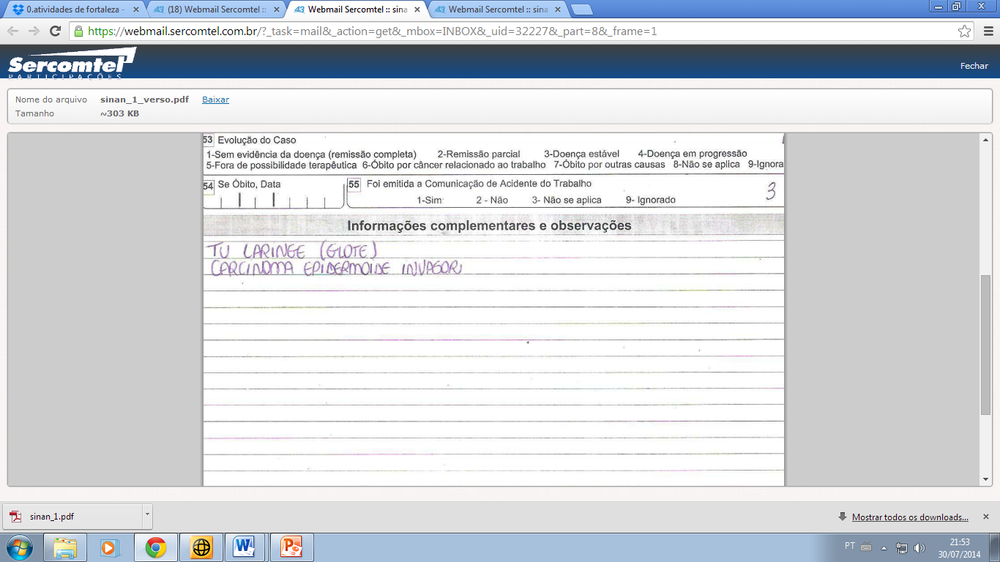 0.atividades de fortaleza -
(18) Webmail Sercomtel ::
Webmail Sercomtel :: sina
Webmail Sercomtel :: sina
https://webmail.sercomtel.com.br/?_task=mail&_action=get&_mbox=INBOX&_uid=32227&_part=8&_frame=1
Sercomtel
PARTICIPAÇÕES
Fechar
Nome do arquivo sinan_1_verso.pdf Baixar
Tamanho ~303 KB
53 Evolução do Caso
1-Sem evidência da doença (remissão completa) 2-Remissão parcial 3-Doença estável 4-Doença em progressão
5-Fora de possibilidade terapêutica 6-Óbito por câncer relacionado ao trabalho 7-Óbito por outras causas 8-Não se aplica 9-Ignora
54 Se Óbito, Data
55 Foi emitida a Comunicação de Acidente do Trabalho
1-Sim 2 - Não 3- Não se aplica 9- Ignorado
3
Informações complementares e observações
TU LARINGE (GLOTE)
CARCINOMA EPIDERMOIDE INVASOR
sinan_1.pdf
Mostrar todos os downloads...
PT
21:53
30/07/2014